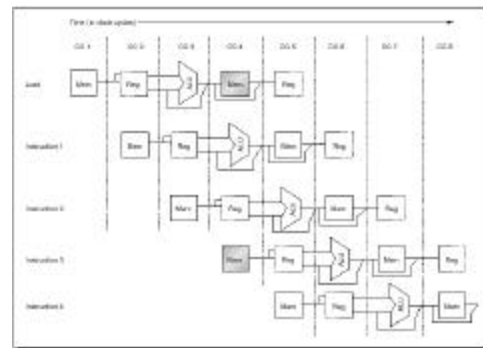 Time (in clock cycles)
CC 1 CC 2 CC 3 CC 4 CC 5 CC 6 CC 7 CC 8
Load Mem Reg ALU Mem Reg
Instruction 1 Mem Reg ALU Mem Reg
Instruction 2 Mem Reg ALU Mem Reg
Instruction 3 Mem Reg ALU Mem Reg
Instruction 4 Mem Reg ALU Mem